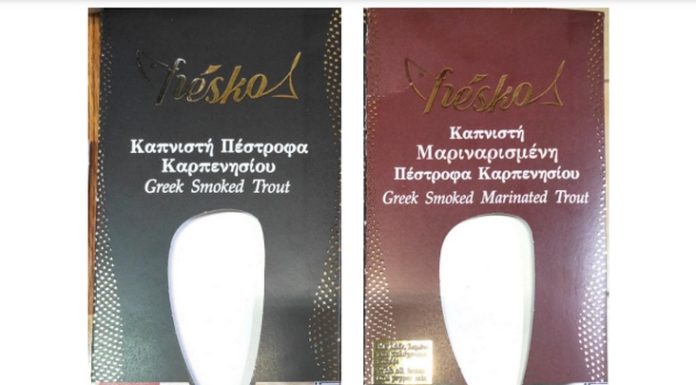 frésko
Καπνιστή Πέστροφα
Καρπενησίου
Greek Smoked Trout
frésko
Καπνιστή
Μαριναρισμένη
Πέστροφα Καρπενησίου
Greek Smoked Marinated Trout